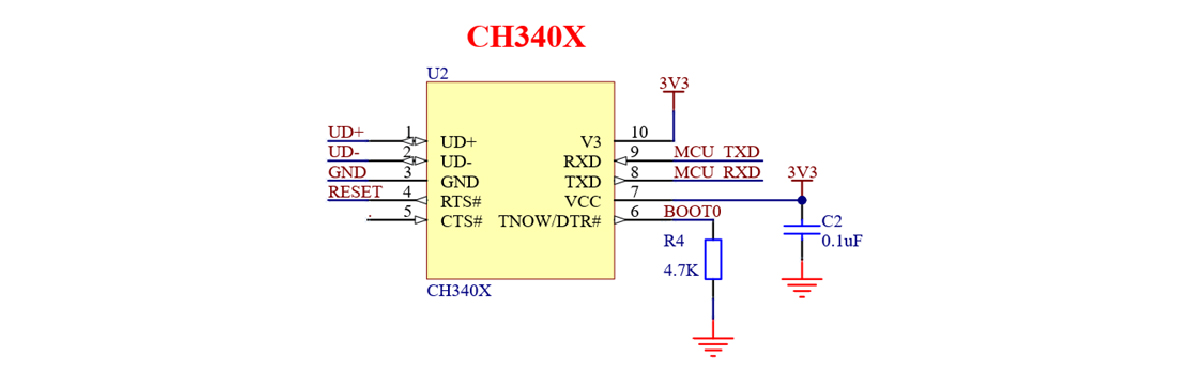 CH340X
U2
3V3
UD+ 1 UD+ V3 10
UD- 2 UD- RXD 9 MCU_TXD
GND 3 GND TXD 8 MCU_RXD 3V3
RESET 4 RTS# VCC 7
5 CTS# TNOW/DTR# 6 BOOT0
C2
R4 0.1uF
4.7K
CH340X